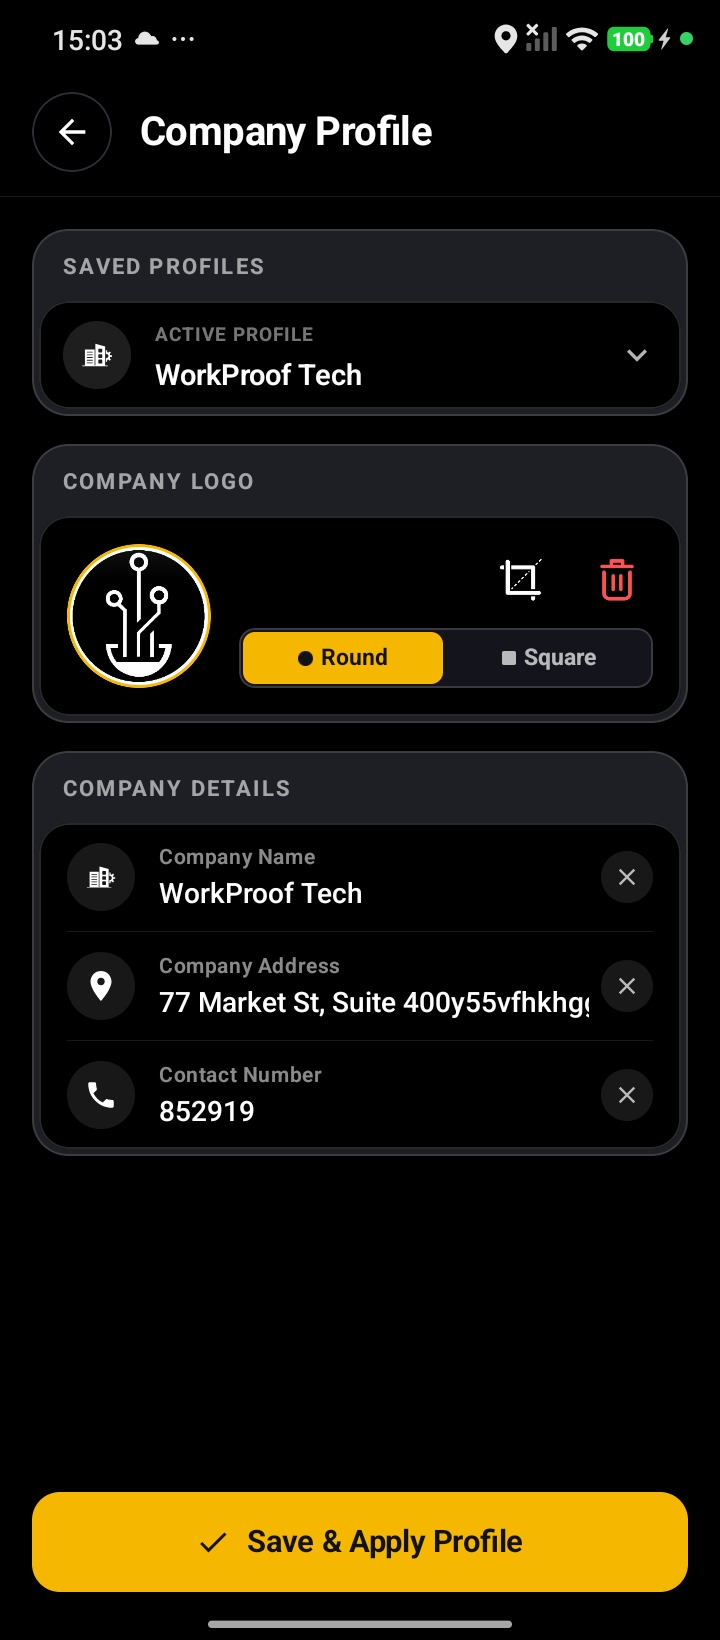 15:03
100
Company Profile
SAVED PROFILES
ACTIVE PROFILE
WorkProof Tech
COMPANY LOGO
Round
Square
COMPANY DETAILS
Company Name
WorkProof Tech
Company Address
77 Market St, Suite 400y55vfhkhg
Contact Number
852919
Save & Apply Profile